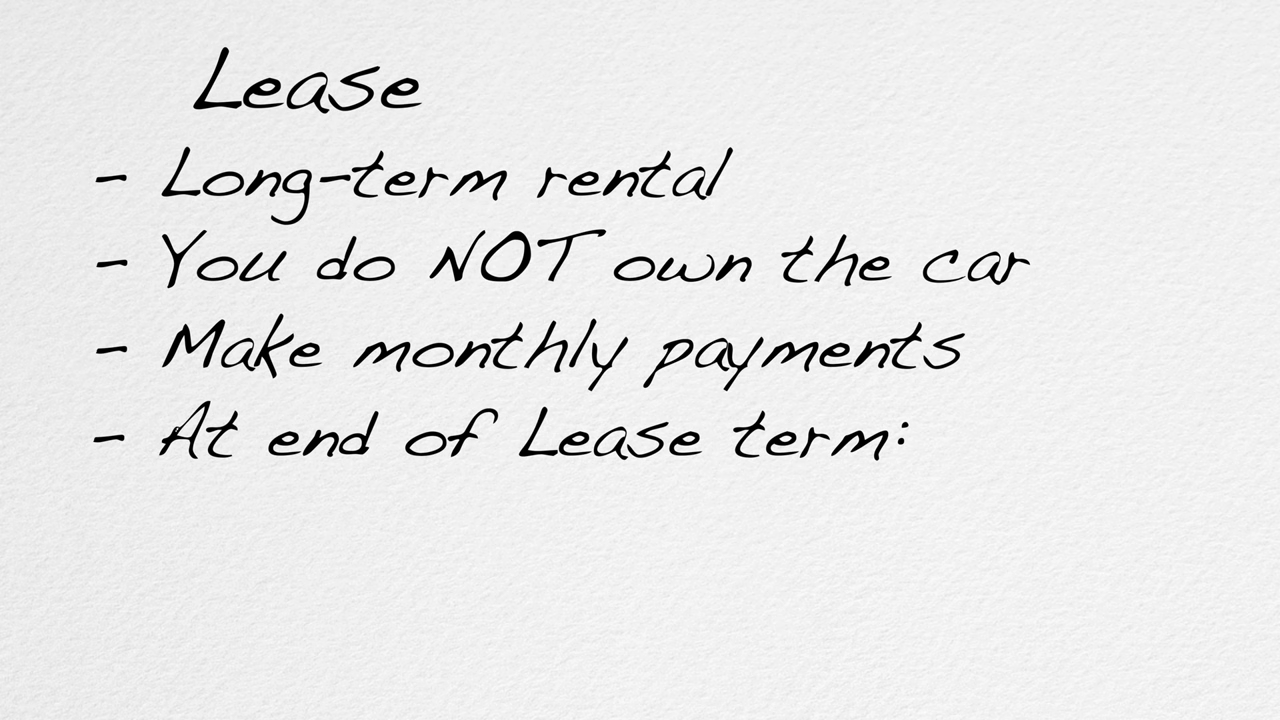 Lease
- Long-term rental
- You do NOT own the car
- Make monthly payments
- At end of Lease term: